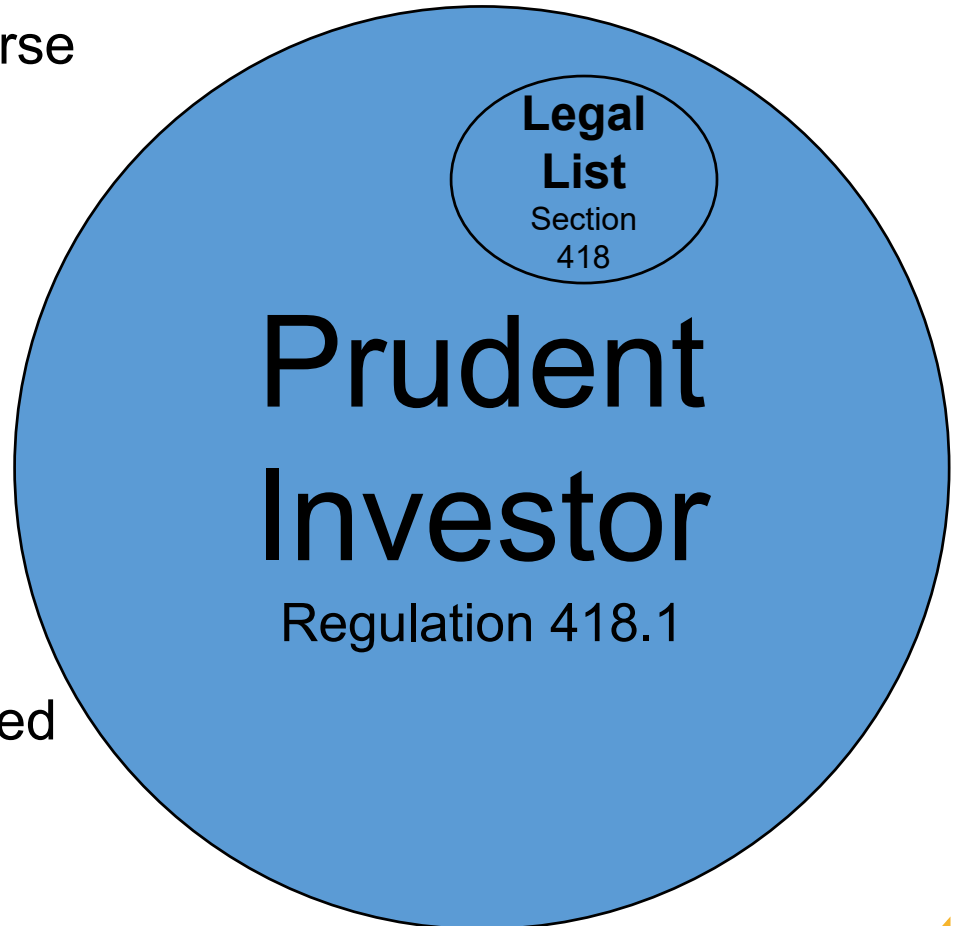 rse
Legal
List
Section
418
Prudent
Investor
Regulation 418.1
ed